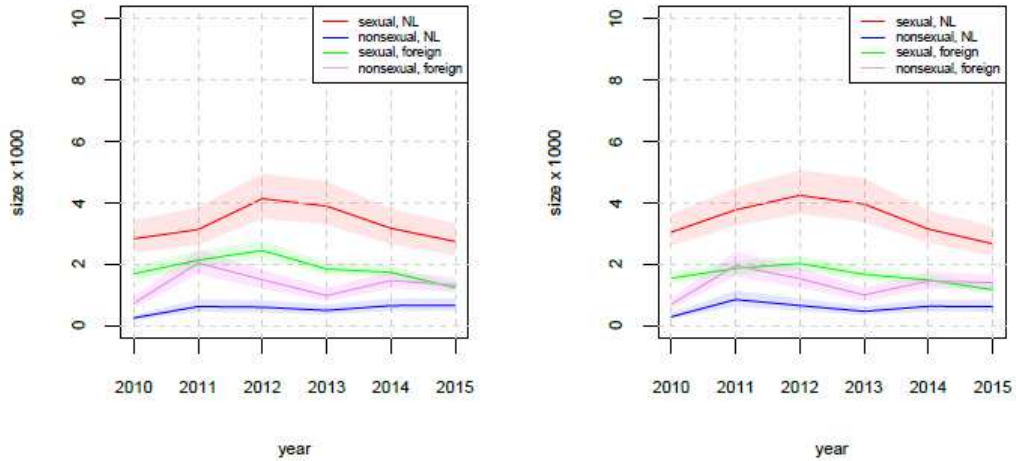 10
8
6
4
2
0
size x 1000
sexual, NL
nonsexual, NL
sexual, foreign
nonsexual, foreign
2010 2011 2012 2013 2014 2015
year
10
8
6
4
2
0
size x 1000
sexual, NL
nonsexual, NL
sexual, foreign
nonsexual, foreign
2010 2011 2012 2013 2014 2015
year